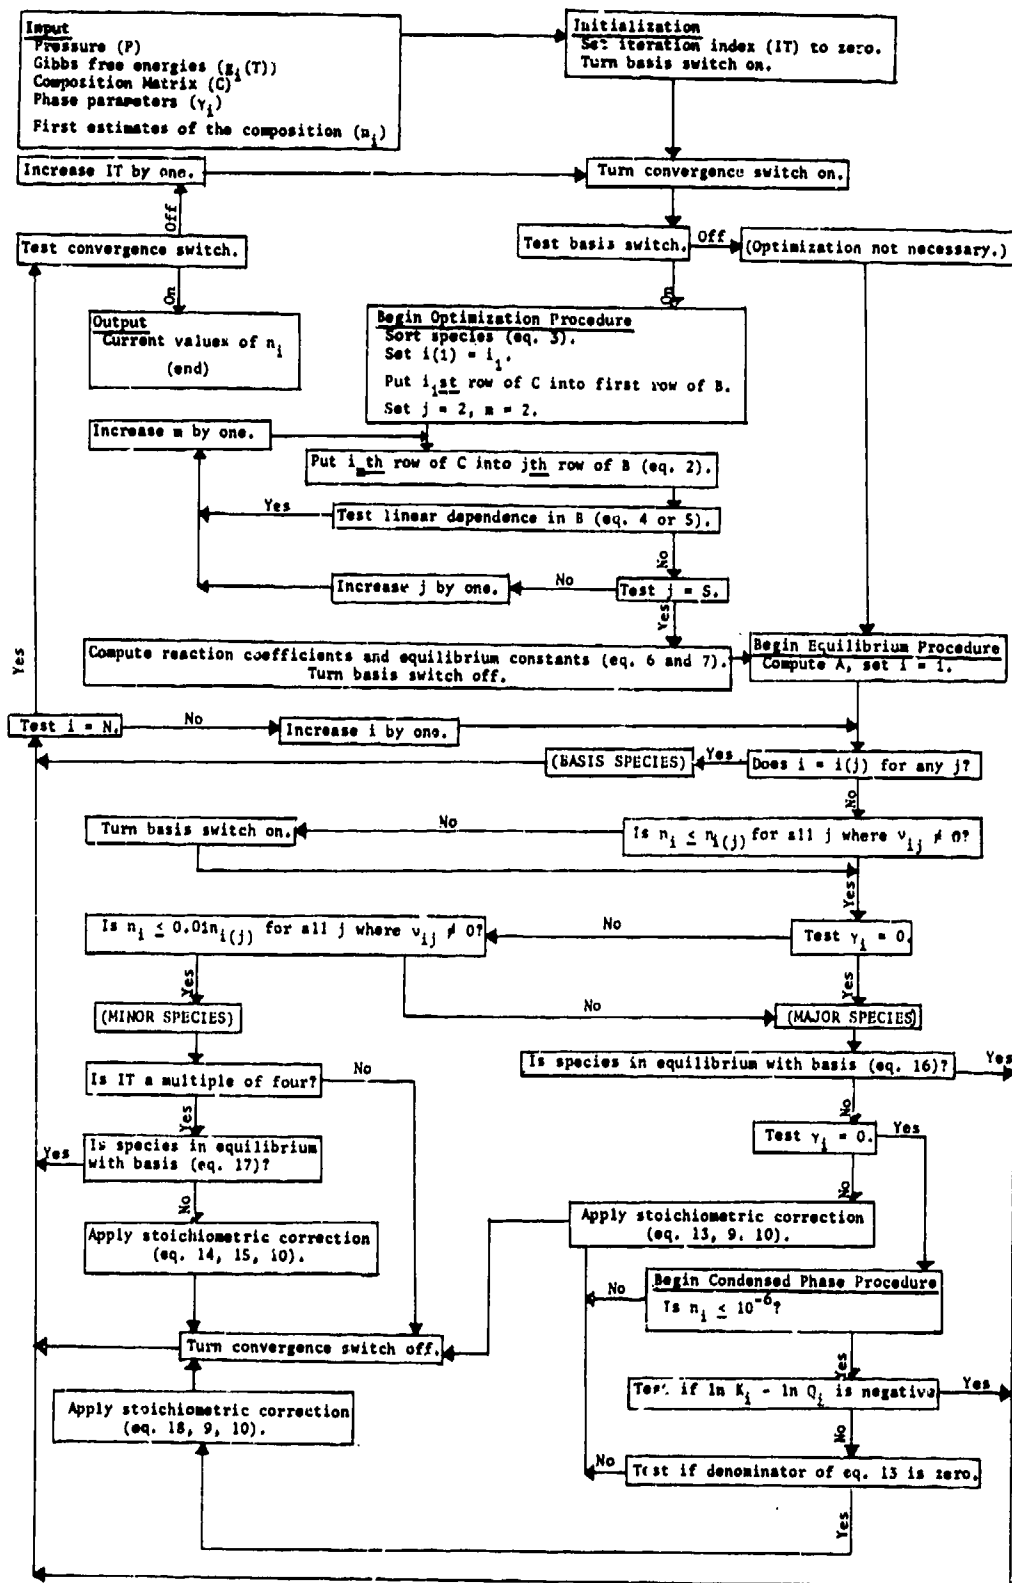 Input
Pressure (P)
Gibbs free energies (g_i(T))
Composition Matrix (C)
Phase parameters (γ_i)
First estimates of the composition (n_i)
Initialization
Set iteration index (IT) to zero.
Turn basis switch on.
Increase IT by one.
Turn convergence switch on.
Off
Test convergence switch.
Test basis switch.
Off
(Optimization not necessary.)
On
On
Output
Current values of n_i
(end)
Begin Optimization Procedure
Sort species (eq. 3).
Set i(1) = i_1.
Put i_1st row of C into first row of B.
Set j = 2, m = 2.
Increase m by one.
Put i_m th row of C into jth row of B (eq. 2).
Yes
Test linear dependence in B (eq. 4 or 5).
No
Increase j by one.
No
Test j = S.
Yes
Yes
Compute reaction coefficients and equilibrium constants (eq. 6 and 7).
Turn basis switch off.
Begin Equilibrium Procedure
Compute A, set i = 1.
Test i = N.
No
Increase i by one.
(BASIS SPECIES)
Yes
Does i = i(j) for any j?
No
Turn basis switch on.
No
Is n_i ≤ n_i(j) for all j where ν_ij ≠ 0?
Yes
Is n_i ≤ 0.01n_i(j) for all j where ν_ij ≠ 0?
No
Test γ_i = 0.
Yes
Yes
No
(MINOR SPECIES)
(MAJOR SPECIES)
Is species in equilibrium with basis (eq. 16)?
Yes
Is IT a multiple of four?
No
No
Yes
Test γ_i = 0.
Yes
Yes
Is species in equilibrium
with basis (eq. 17)?
No
No
Apply stoichiometric correction
(eq. 13, 9. 10).
Apply stoichiometric correction
(eq. 14, 15, 10).
Begin Condensed Phase Procedure
Is n_i ≤ 10^-6?
No
Turn convergence switch off.
Yes
Test if ln K_i - ln Q_i is negative
Yes
Apply stoichiometric correction
(eq. 18, 9, 10).
No
No
Test if denominator of eq. 13 is zero.
Yes